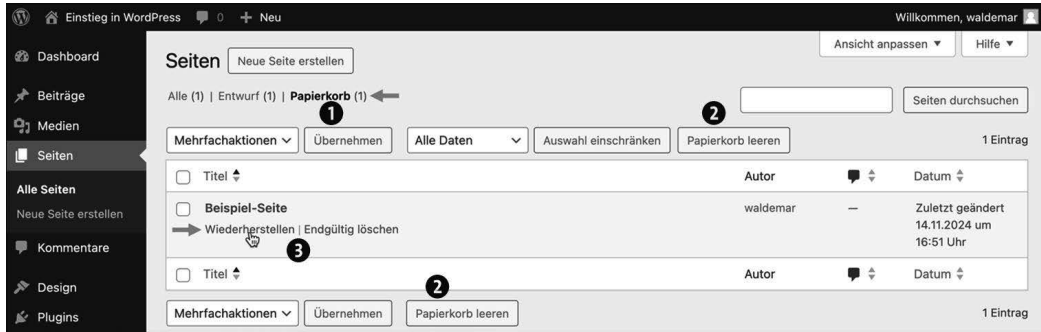 Einstieg in WordPress 0 + Neu Willkommen, waldemar
Dashboard
Beiträge
Medien
Seiten
Alle Seiten
Neue Seite erstellen
Kommentare
Design
Plugins
Ansicht anpassen ▼ Hilfe ▼
Seiten Neue Seite erstellen
Alle (1) | Entwurf (1) | Papierkorb (1)
Seiten durchsuchen
1 2
Mehrfachaktionen Übernehmen Alle Daten Auswahl einschränken Papierkorb leeren 1 Eintrag
Titel Autor Datum
Beispiel-Seite waldemar — Zuletzt geändert
Wiederherstellen | Endgültig löschen 14.11.2024 um
3 16:51 Uhr
Titel Autor Datum
2
Mehrfachaktionen Übernehmen Papierkorb leeren 1 Eintrag